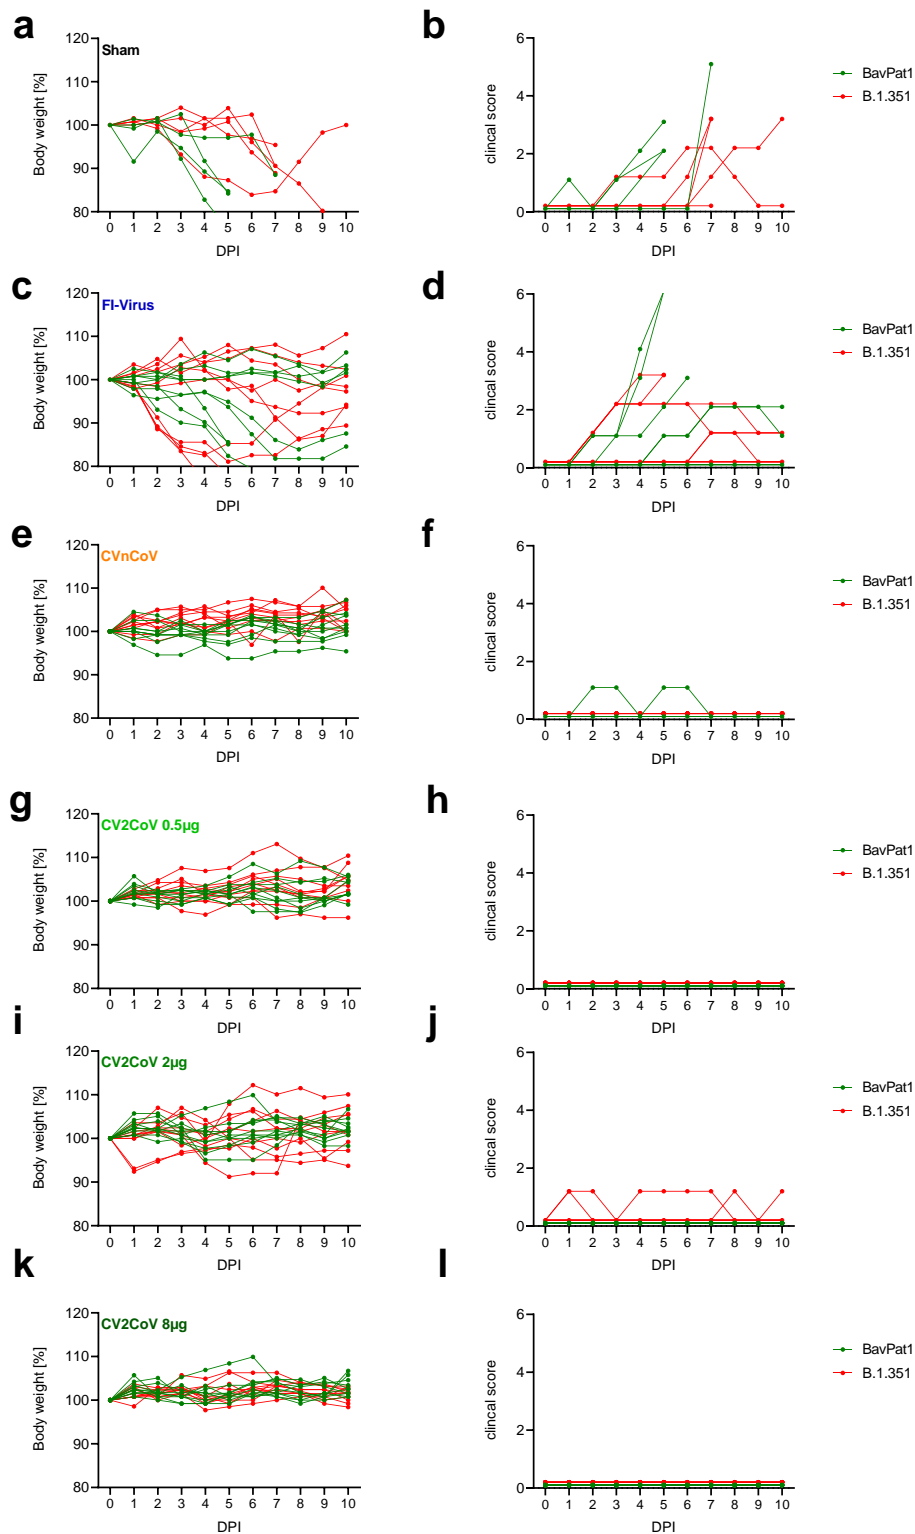 a
Sham
Body weight [%]
120
110
100
90
80
0 1 2 3 4 5 6 7 8 9 10
DPI
b
clincal score
6
4
2
0
0 1 2 3 4 5 6 7 8 9 10
DPI
BavPat1
B.1.351
c
FI-Virus
Body weight [%]
120
110
100
90
80
0 1 2 3 4 5 6 7 8 9 10
DPI
d
clincal score
6
4
2
0
0 1 2 3 4 5 6 7 8 9 10
DPI
BavPat1
B.1.351
e
CVnCoV
Body weight [%]
120
110
100
90
80
0 1 2 3 4 5 6 7 8 9 10
DPI
f
clincal score
6
4
2
0
0 1 2 3 4 5 6 7 8 9 10
DPI
BavPat1
B.1.351
g
CV2CoV 0.5µg
Body weight [%]
120
110
100
90
80
0 1 2 3 4 5 6 7 8 9 10
DPI
h
clincal score
6
4
2
0
0 1 2 3 4 5 6 7 8 9 10
DPI
BavPat1
B.1.351
i
CV2CoV 2µg
Body weight [%]
120
110
100
90
80
0 1 2 3 4 5 6 7 8 9 10
DPI
j
clincal score
6
4
2
0
0 1 2 3 4 5 6 7 8 9 10
DPI
BavPat1
B.1.351
k
CV2CoV 8µg
Body weight [%]
120
110
100
90
80
0 1 2 3 4 5 6 7 8 9 10
DPI
l
clincal score
6
4
2
0
0 1 2 3 4 5 6 7 8 9 10
DPI
BavPat1
B.1.351